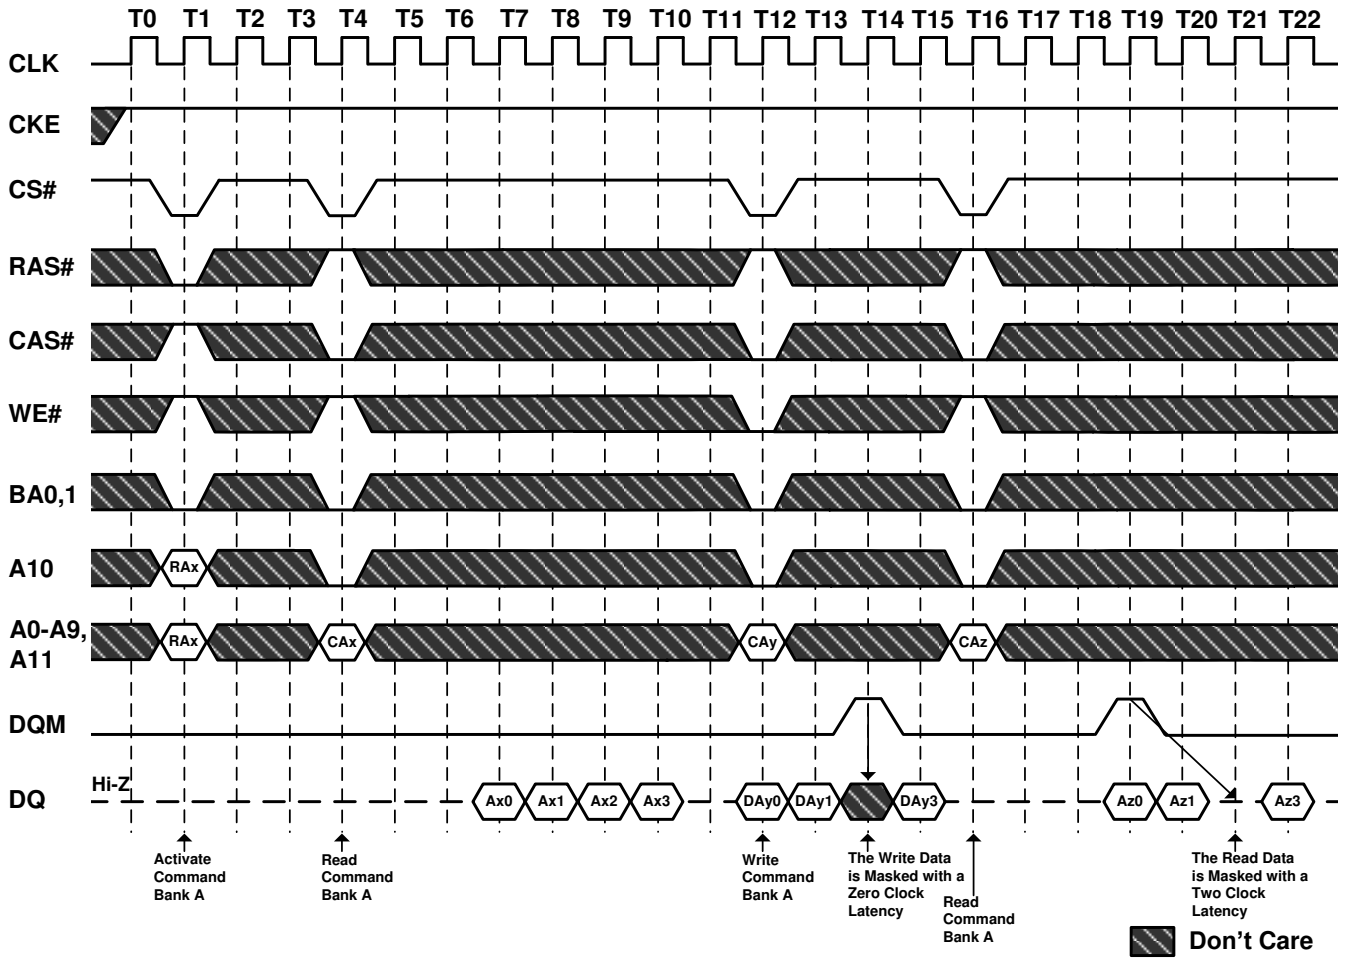 T0 T1 T2 T3 T4 T5 T6 T7 T8 T9 T10 T11 T12 T13 T14 T15 T16 T17 T18 T19 T20 T21 T22
CLK
CKE
CS#
RAS#
CAS#
WE#
BA0,1
A10
RAx
A0-A9,
A11
RAx CAx CAy CAz
DQM
Hi-Z
DQ
Ax0 Ax1 Ax2 Ax3 DAy0 DAy1 DAy3 Az0 Az1 Az3
Activate
Command
Bank A
Read
Command
Bank A
Write
Command
Bank A
The Write Data
is Masked with a
Zero Clock
Latency
Read
Command
Bank A
The Read Data
is Masked with a
Two Clock
Latency
Don't Care